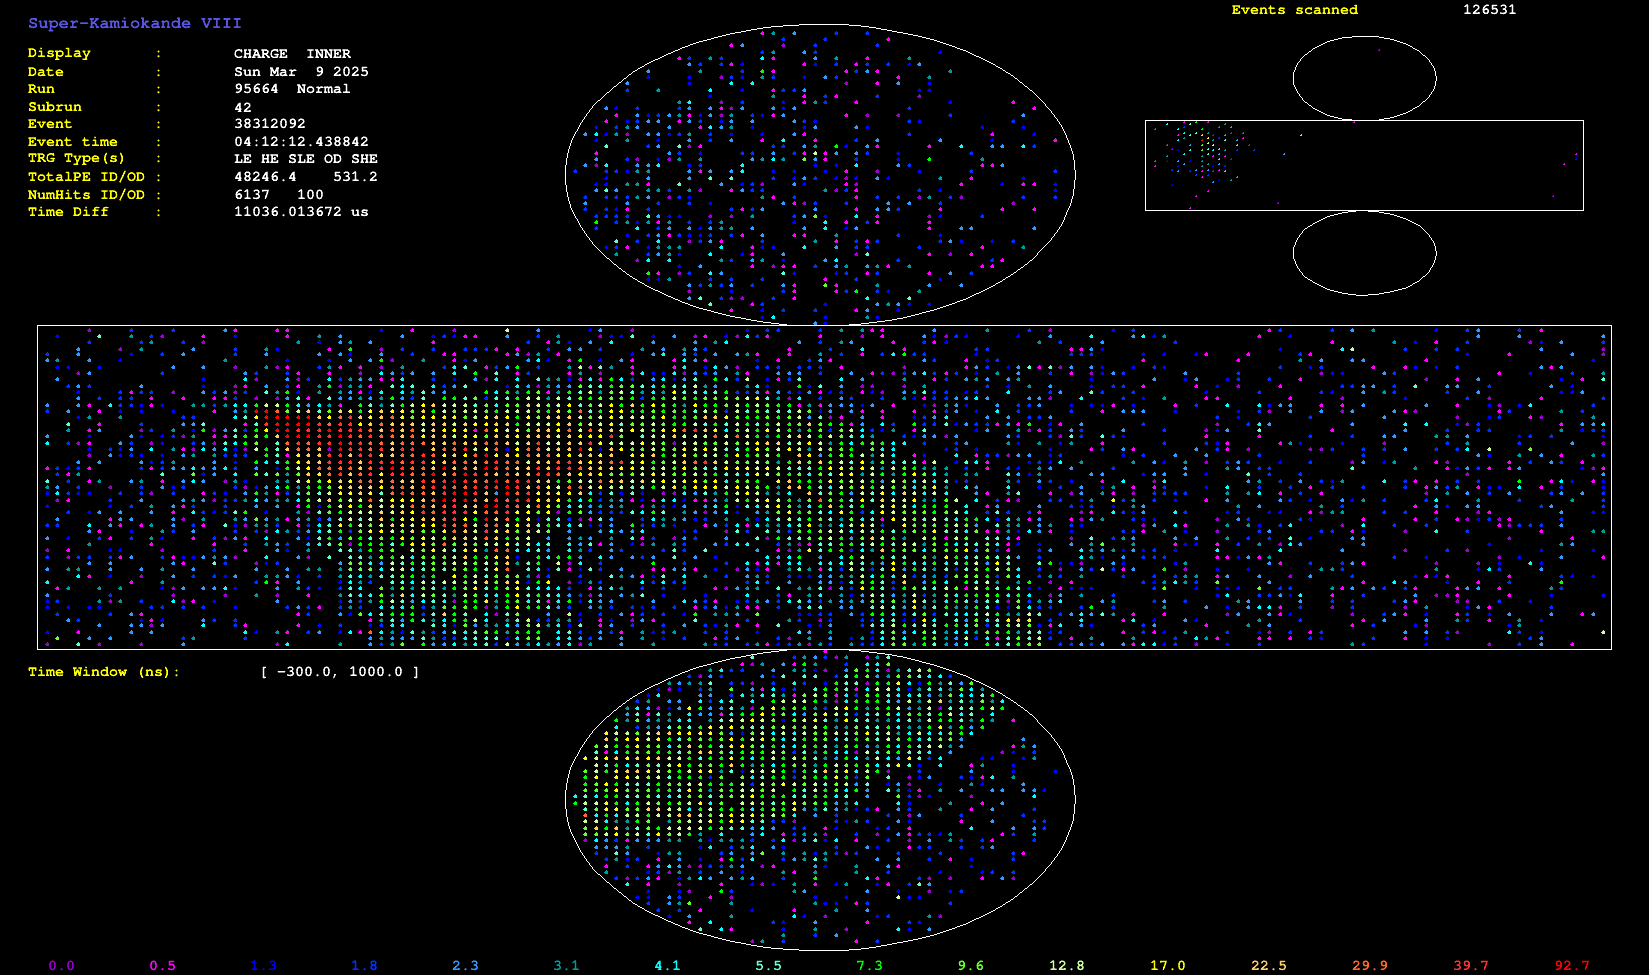 Super-Kamiokande VIII
Events scanned 126531
Display : CHARGE INNER
Date : Sun Mar 9 2025
Run : 95664 Normal
Subrun : 42
Event : 38312092
Event time : 04:12:12.438842
TRG Type(s) : LE HE SLE OD SHE
TotalPE ID/OD : 48246.4 531.2
NumHits ID/OD : 6137 100
Time Diff : 11036.013672 us
Time Window (ns): [ -300.0, 1000.0 ]
0.0 0.5 1.3 1.8 2.3 3.1 4.1 5.5 7.3 9.6 12.8 17.0 22.5 29.9 39.7 92.7